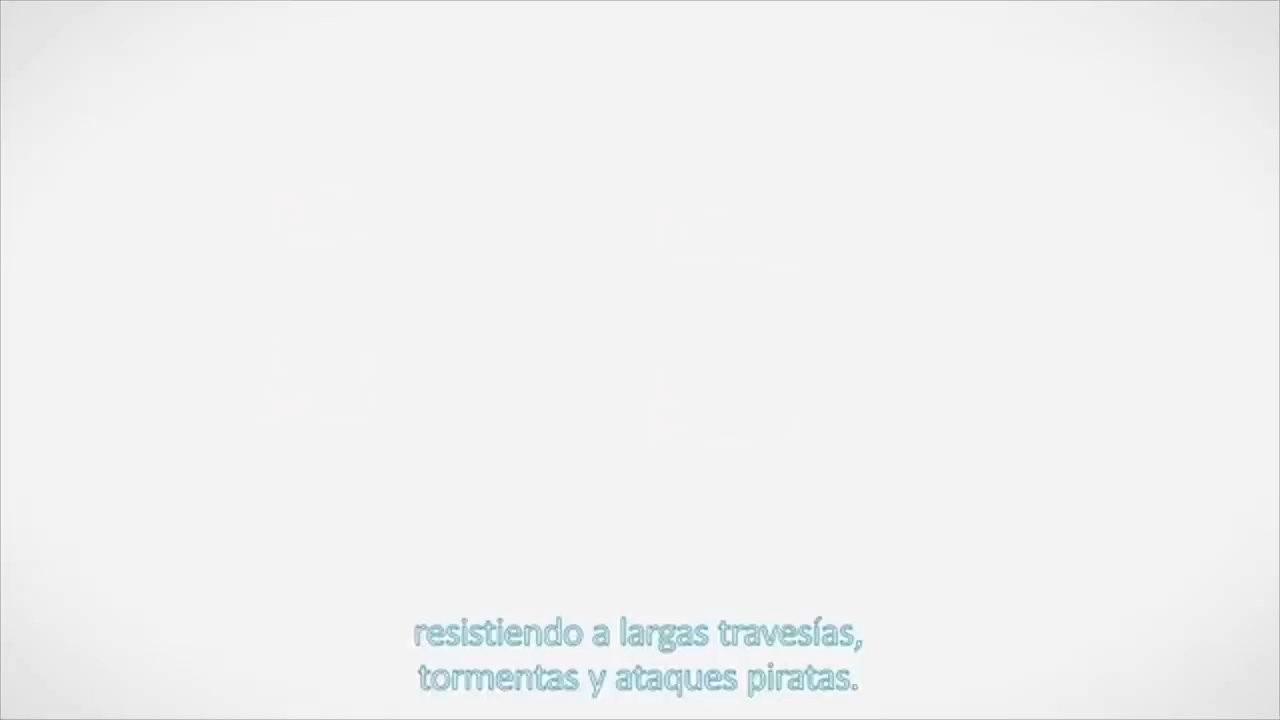 resistiendo a largas travesías,
tormentas y ataques piratas.